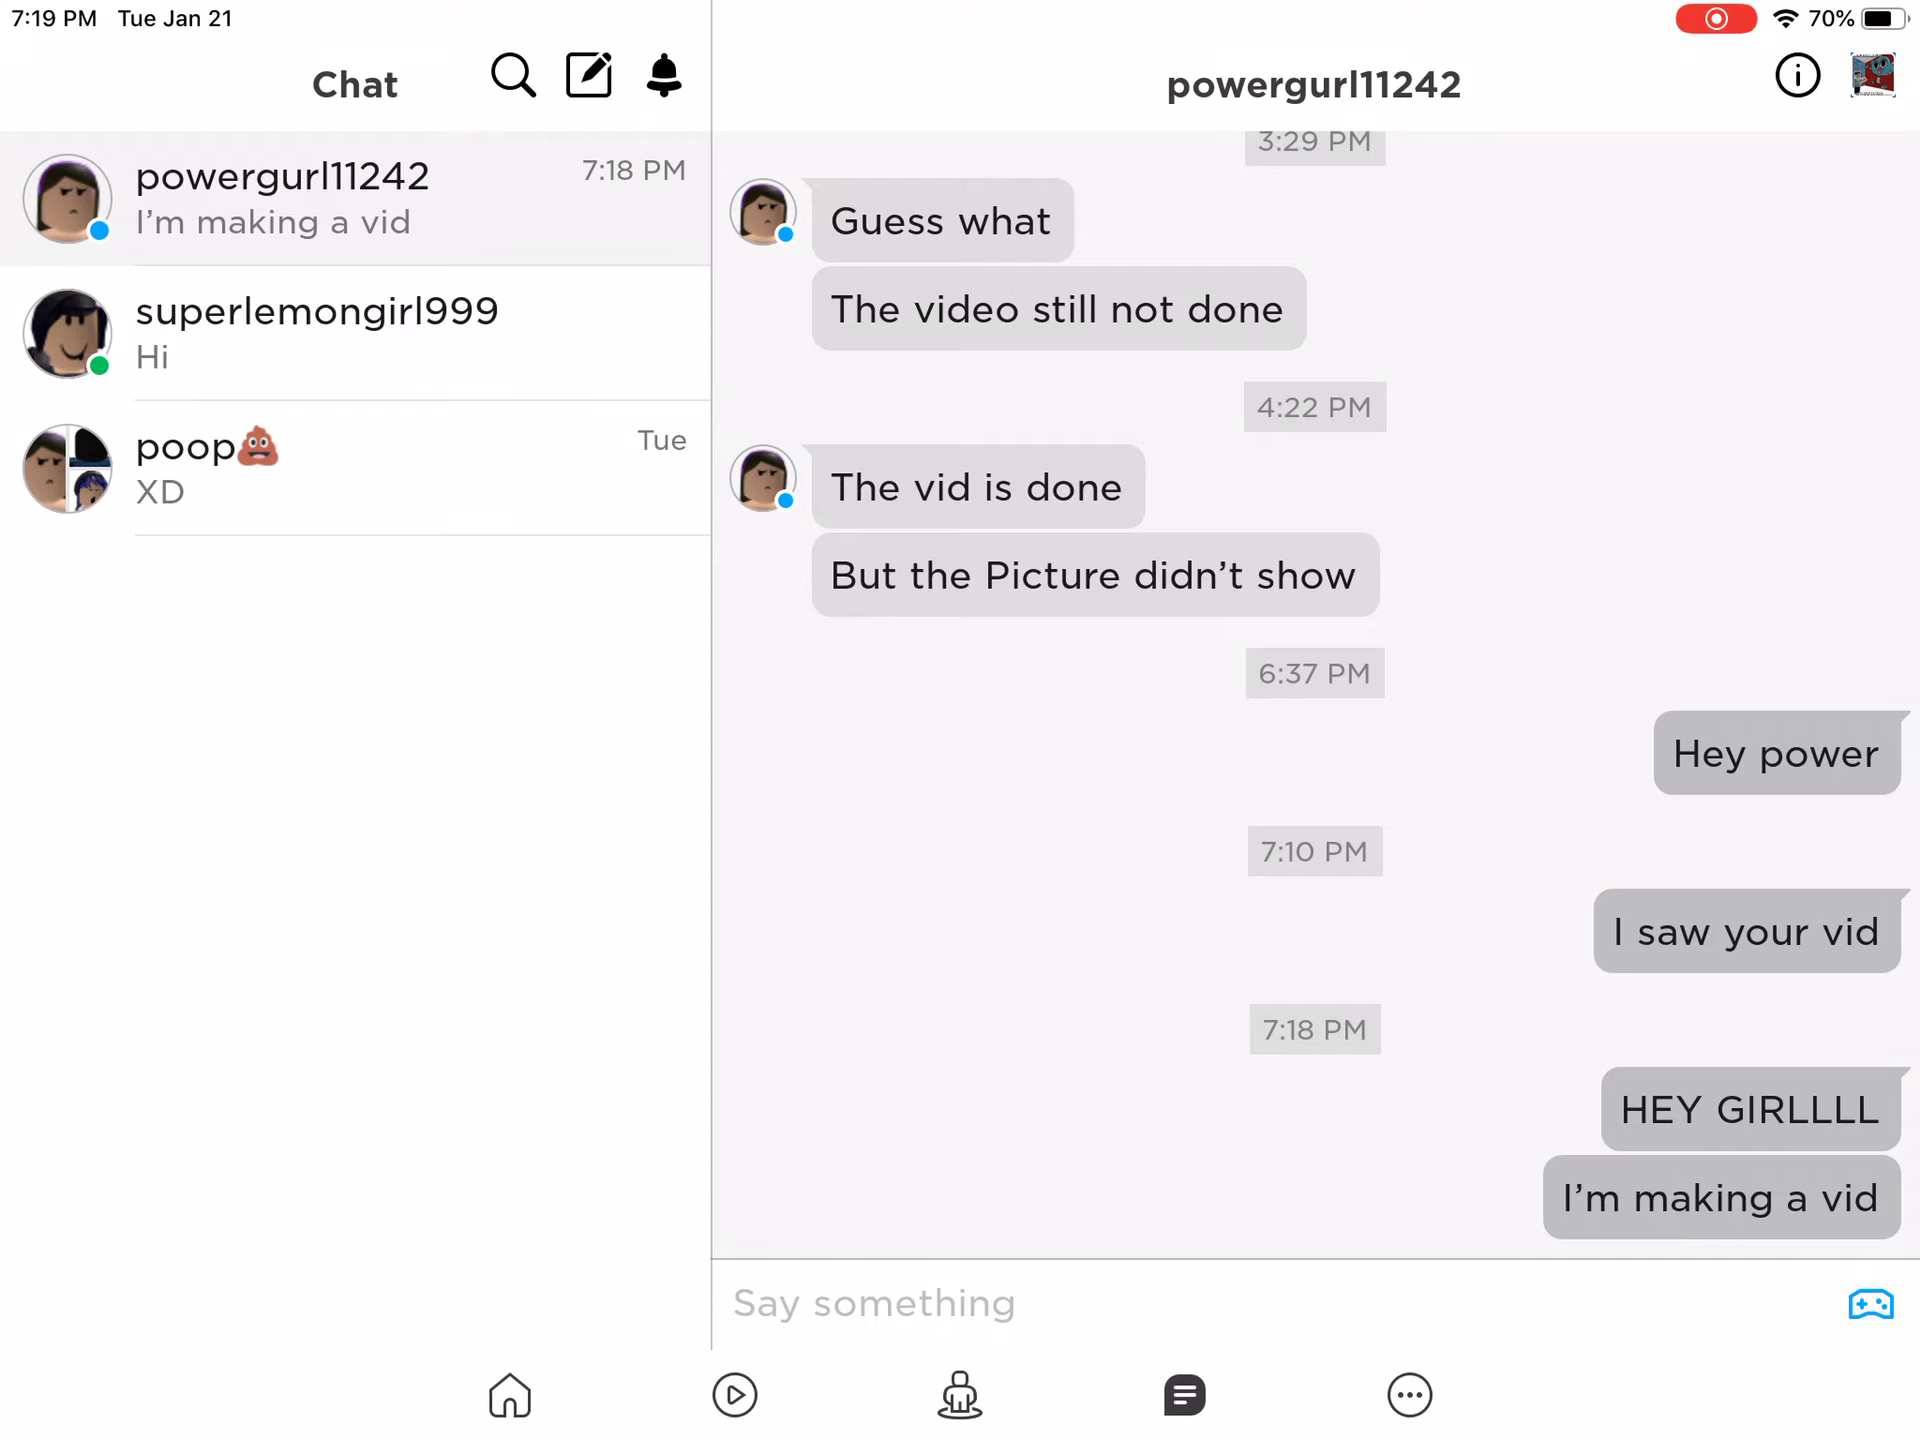 7:19 PM Tue Jan 21
70%
Chat
powergurl11242
powergurl11242
7:18 PM
I’m making a vid
superlemongirl999
Hi
poop💩
Tue
XD
3:29 PM
Guess what
The video still not done
4:22 PM
The vid is done
But the Picture didn’t show
6:37 PM
Hey power
7:10 PM
I saw your vid
7:18 PM
HEY GIRLLLL
I’m making a vid
Say something